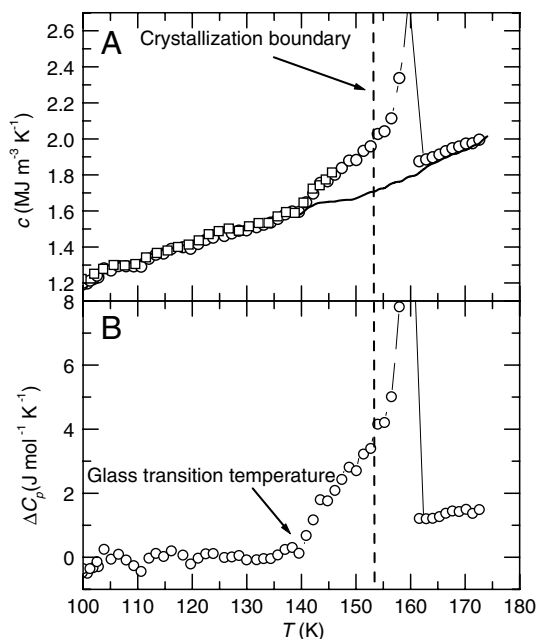 A
Crystallization boundary
c (MJ m⁻³ K⁻¹)
2.6
2.4
2.2
2.0
1.8
1.6
1.4
1.2
B
Glass transition temperature
ΔCₚ(J mol⁻¹ K⁻¹)
8
6
4
2
0
100 110 120 130 140 150 160 170 180
T (K)